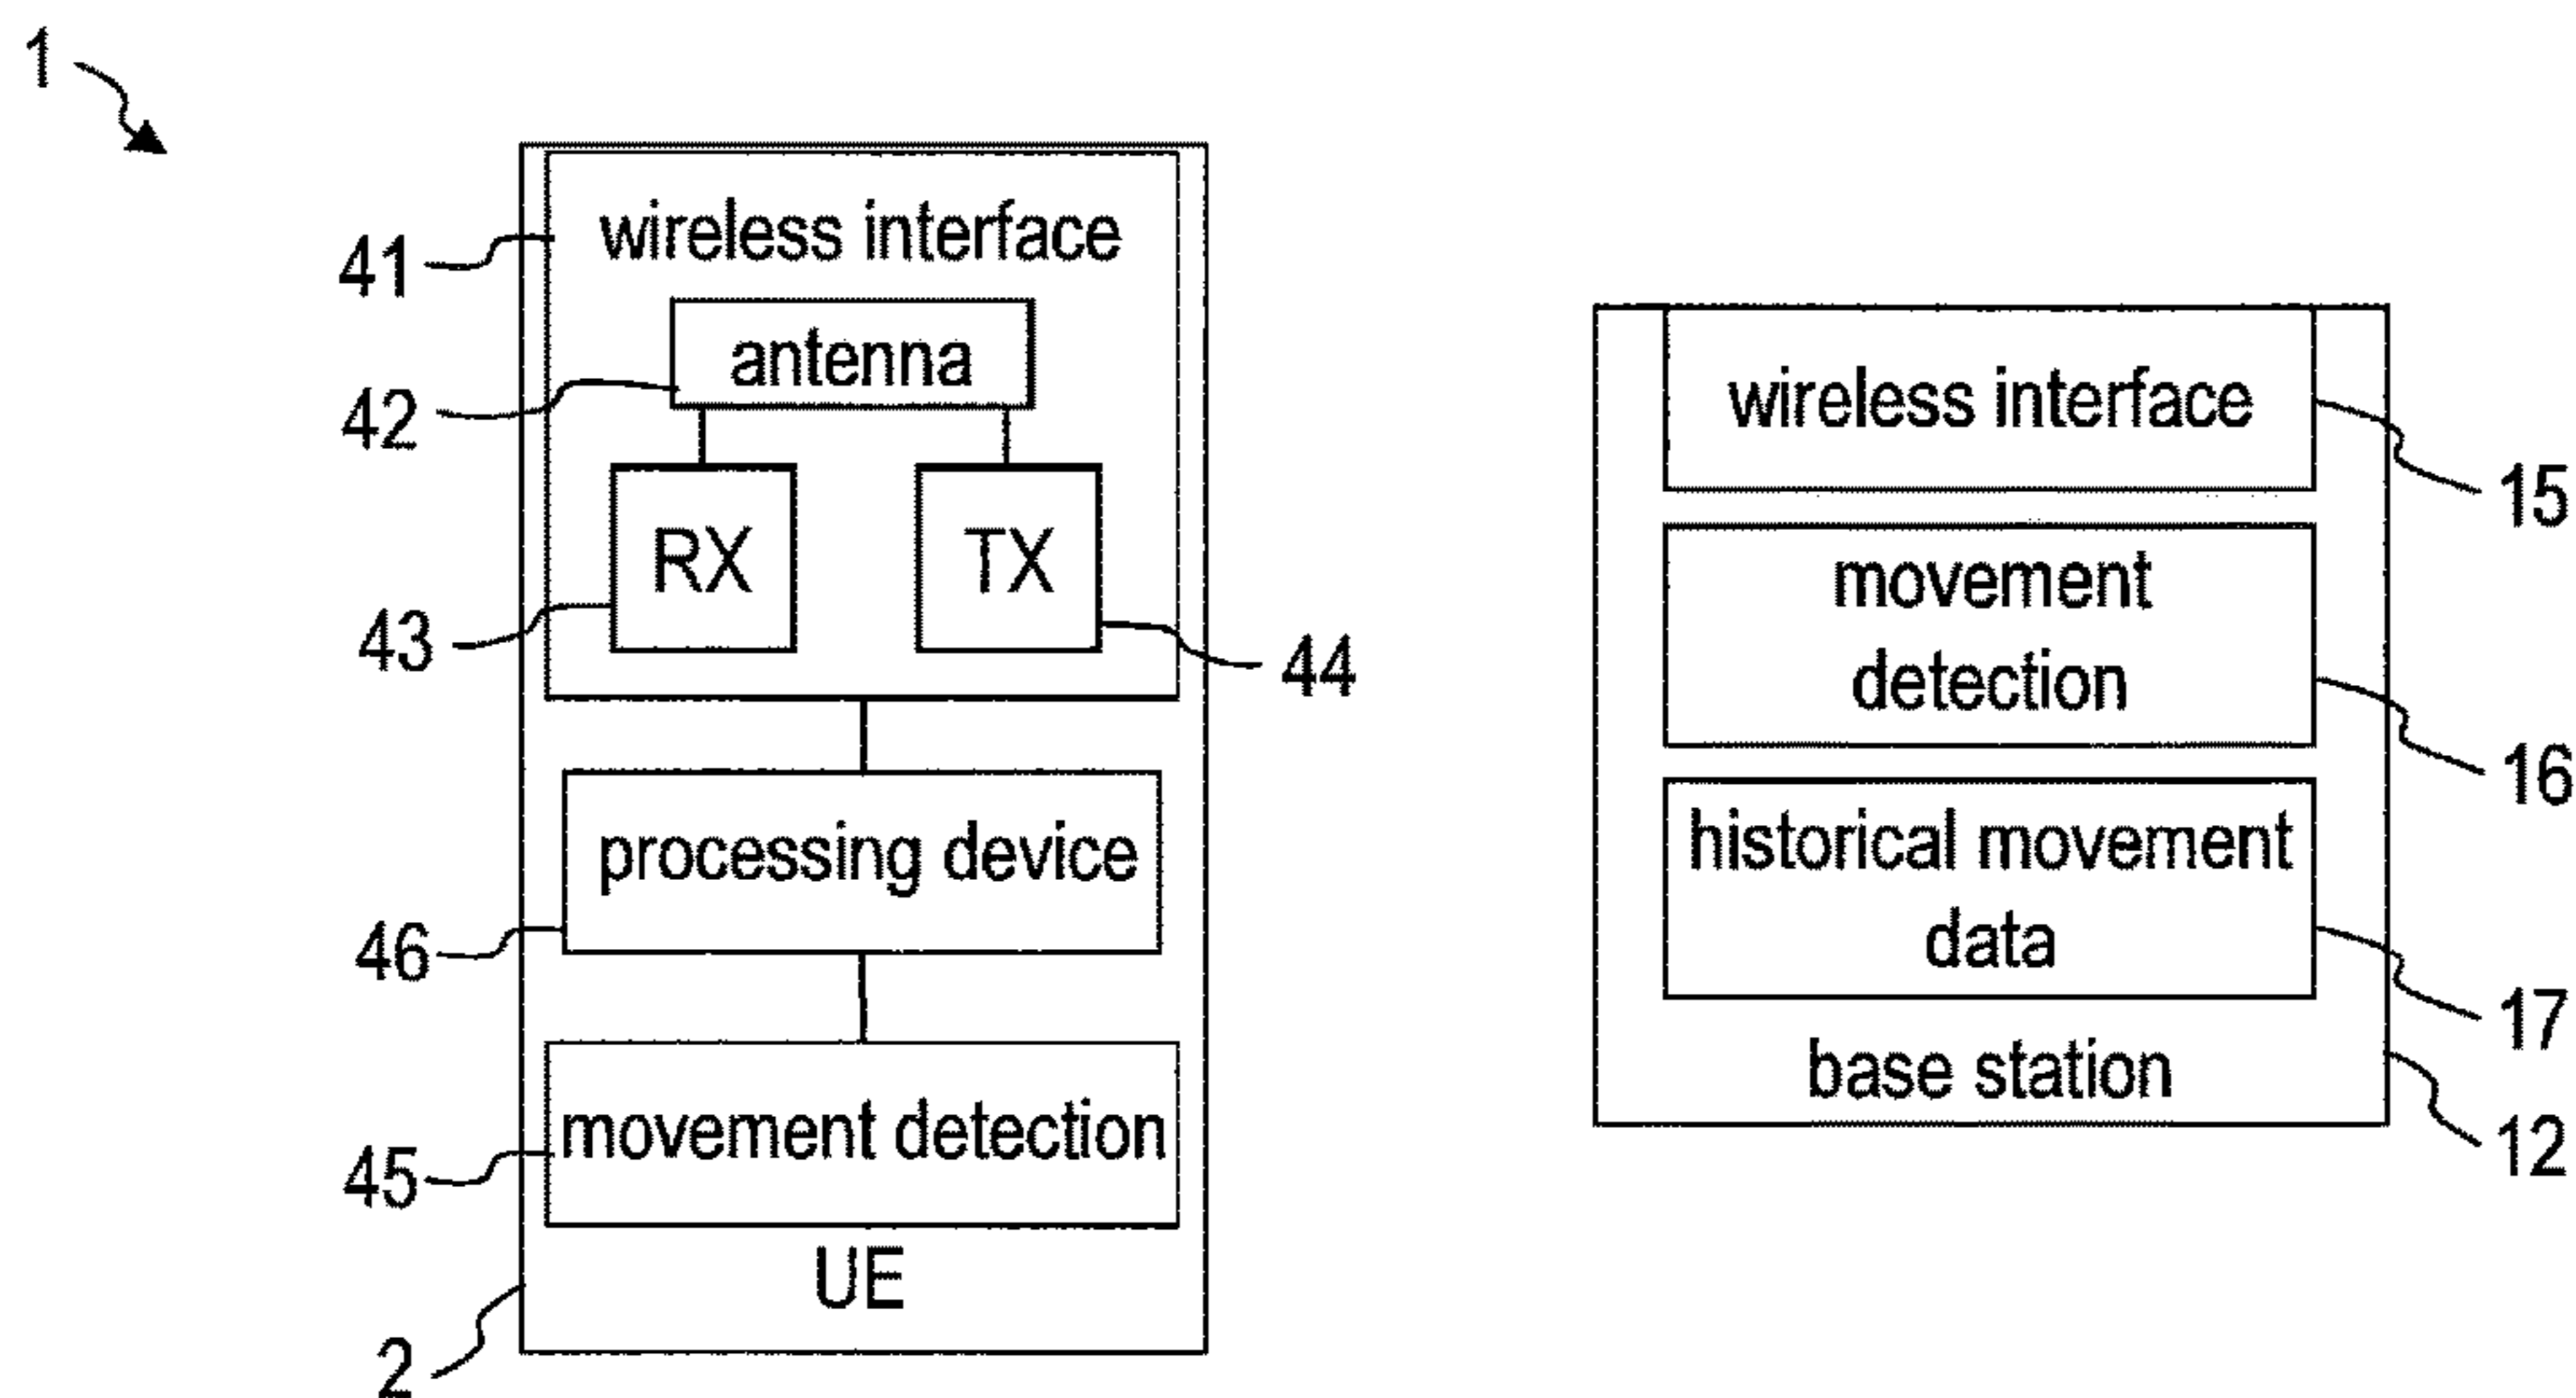 1
wireless interface
41
antenna
42
RX
TX
43
44
processing device
46
movement detection
45
UE
2
wireless interface
15
movement
detection
16
historical movement
data
17
base station
12